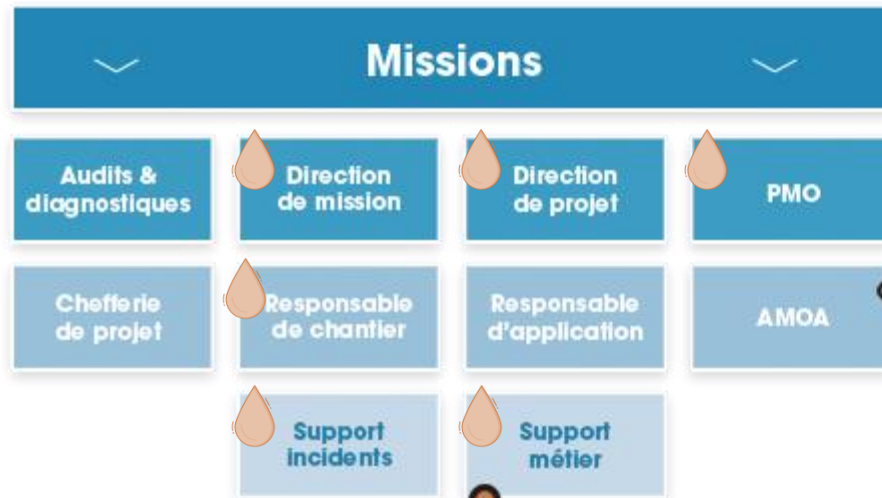 Missions
Audits &
diagnostiques
Direction
de mission
Direction
de projet
PMO
Chefferie
de projet
Responsable
de chantier
Responsable
d'application
AMOA
Support
incidents
Support
métier